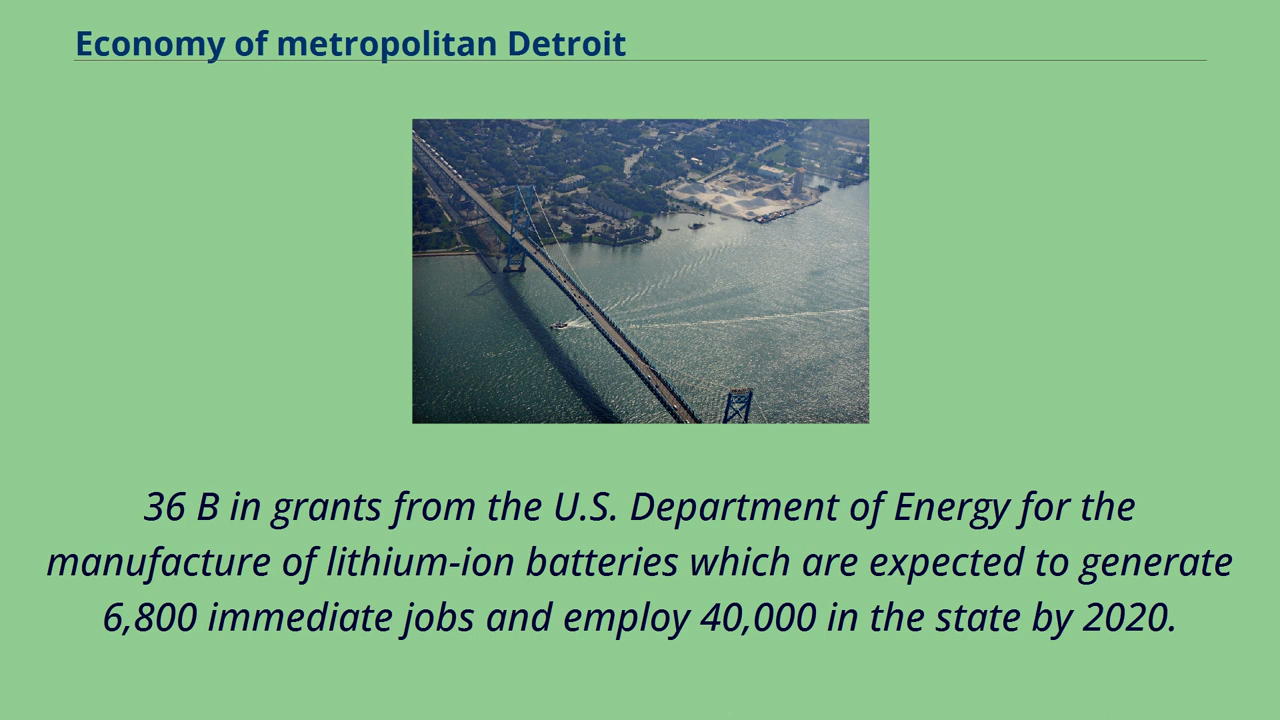 Economy of metropolitan Detroit
36 B in grants from the U.S. Department of Energy for the
manufacture of lithium-ion batteries which are expected to generate
6,800 immediate jobs and employ 40,000 in the state by 2020.